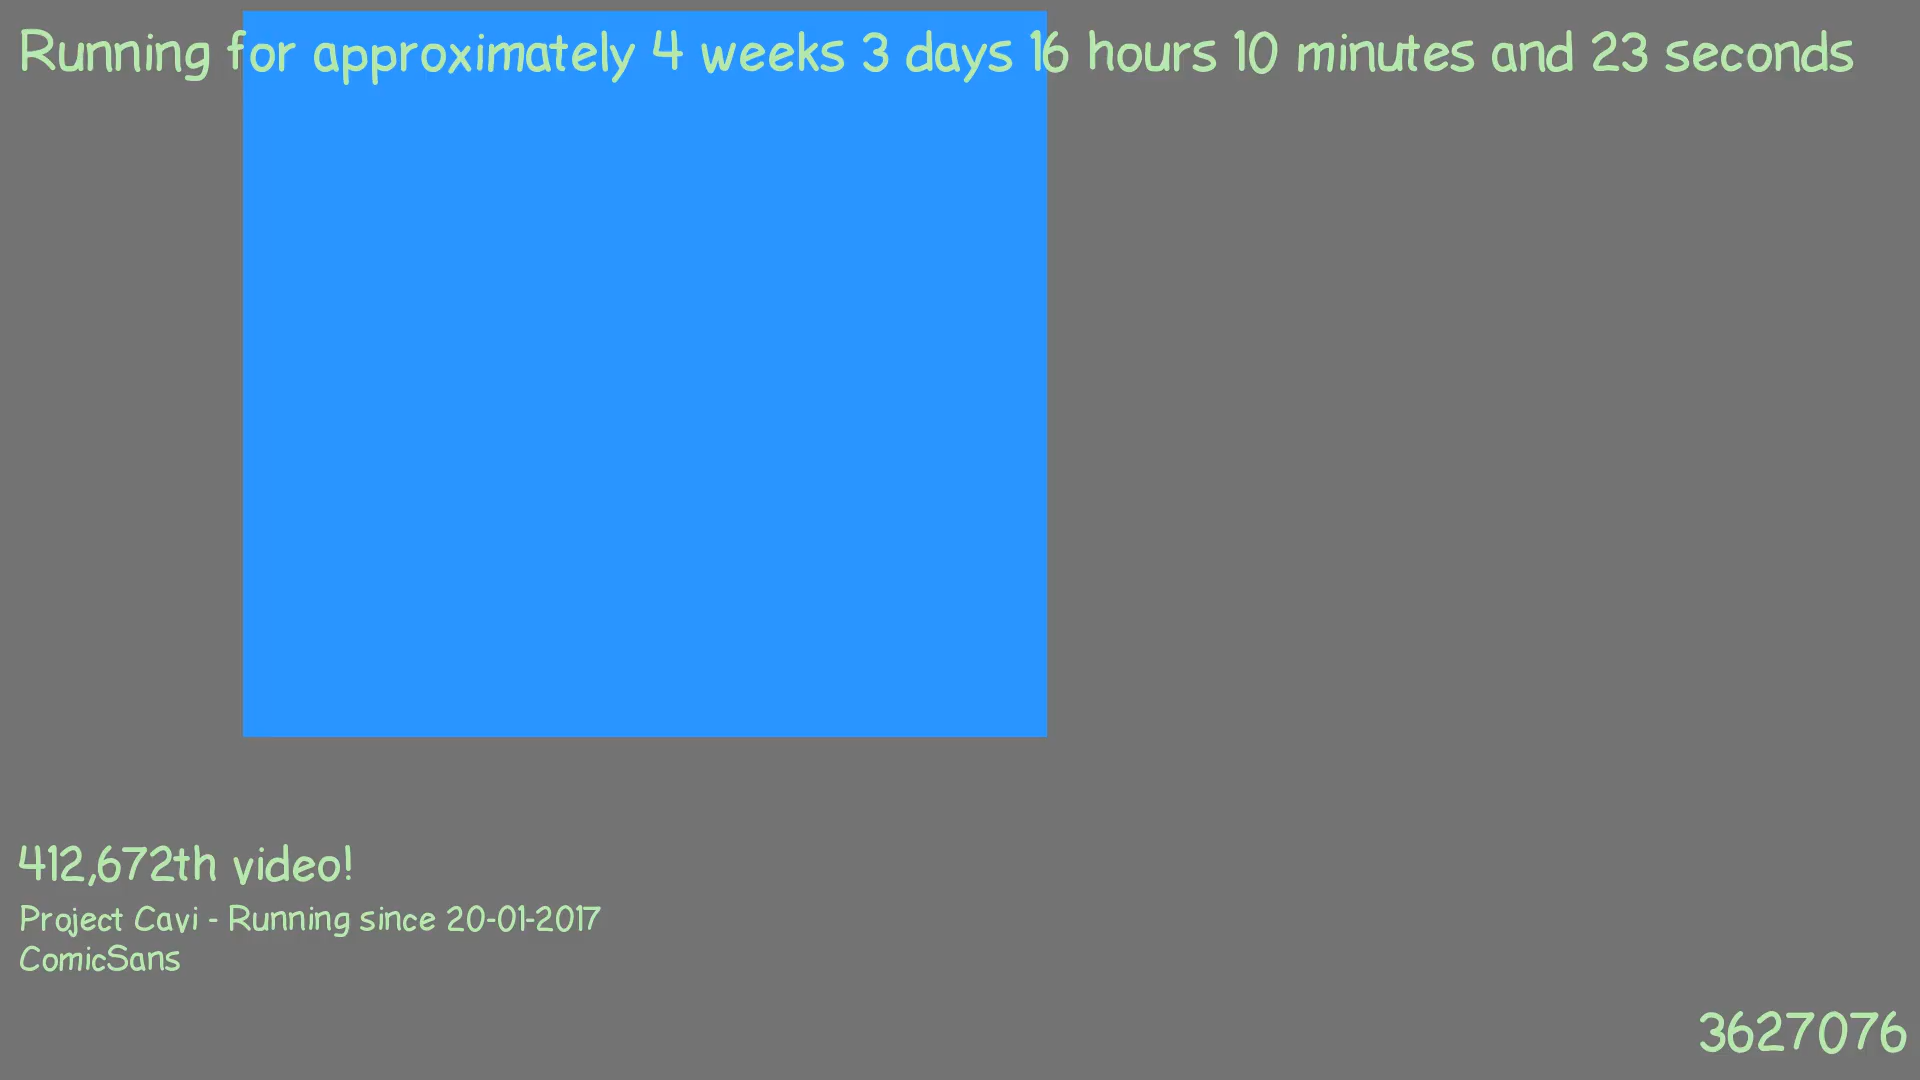 Running for approximately 4 weeks 3 days 16 hours 10 minutes and 23 seconds
412,672th video!
Project Cavi - Running since 20-01-2017
ComicSans
3627076